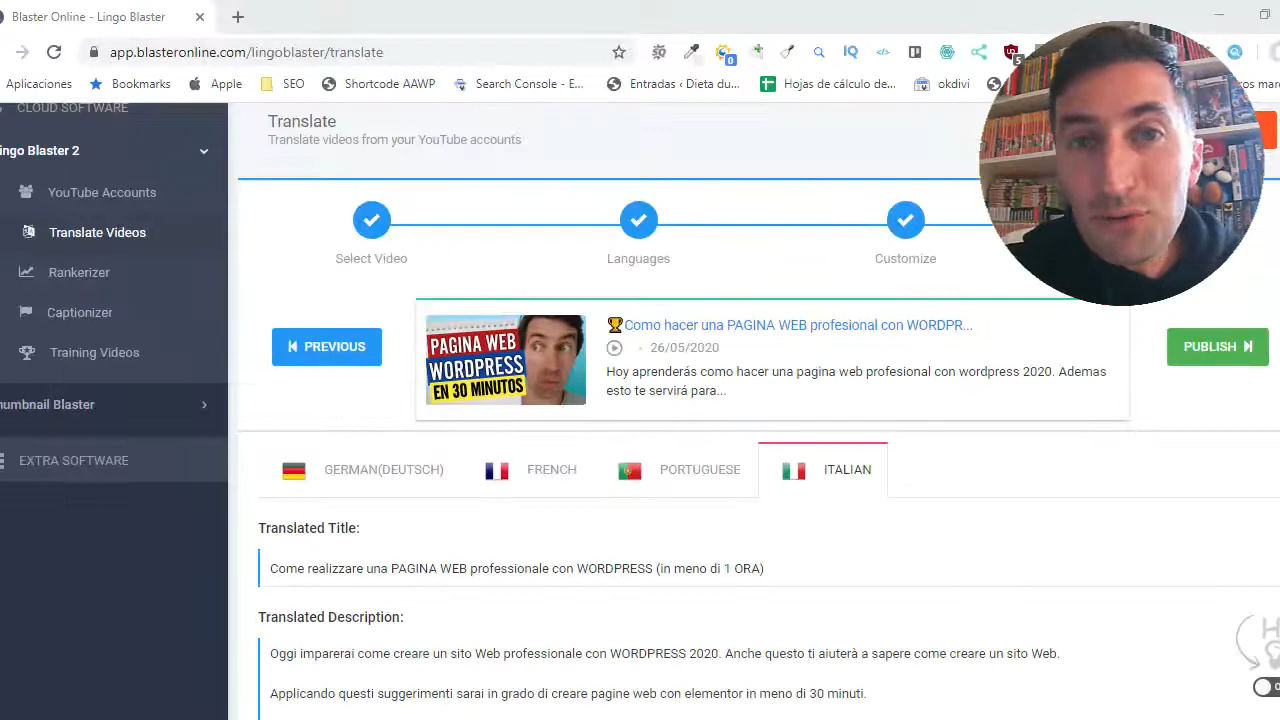 Blaster Online - Lingo Blaster
app.blasteronline.com/lingoblaster/translate
0
5
Aplicaciones
Bookmarks
Apple
SEO
Shortcode AAWP
Search Console - E...
Entradas ‹ Dieta du...
Hojas de cálculo de...
okdivi
CLOUD SOFTWARE
ingo Blaster 2
YouTube Accounts
Translate Videos
Rankerizer
Captionizer
Training Videos
humbnail Blaster
EXTRA SOFTWARE
Translate
Translate videos from your YouTube accounts
Select Video
Languages
Customize
PREVIOUS
PAGINA WEB
WORDPRESS
EN 30 MINUTOS
Como hacer una PAGINA WEB profesional con WORDPR...
26/05/2020
Hoy aprenderás como hacer una pagina web profesional con wordpress 2020. Ademas
esto te servirá para...
PUBLISH
GERMAN(DEUTSCH)
FRENCH
PORTUGUESE
ITALIAN
Translated Title:
Come realizzare una PAGINA WEB professionale con WORDPRESS (in meno di 1 ORA)
Translated Description:
Oggi imparerai come creare un sito Web professionale con WORDPRESS 2020. Anche questo ti aiuterà a sapere come creare un sito Web.
Applicando questi suggerimenti sarai in grado di creare pagine web con elementor in meno di 30 minuti.